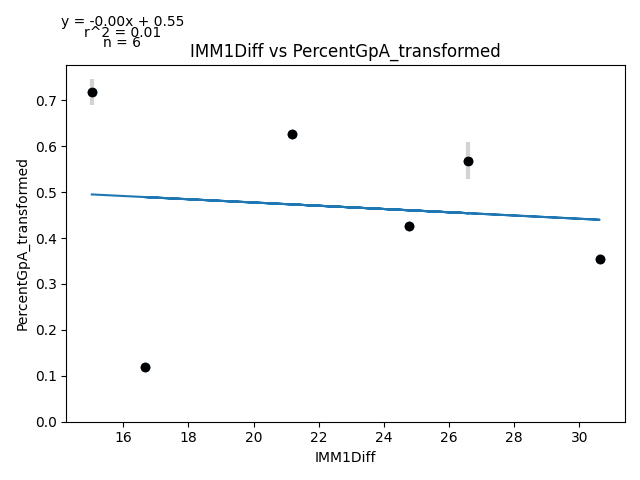 y = -0.00x + 0.55
r^2 = 0.01
n = 6
IMM1Diff vs PercentGpA_transformed
PercentGpA_transformed
0.7
0.6
0.5
0.4
0.3
0.2
0.1
0.0
16 18 20 22 24 26 28 30
IMM1Diff